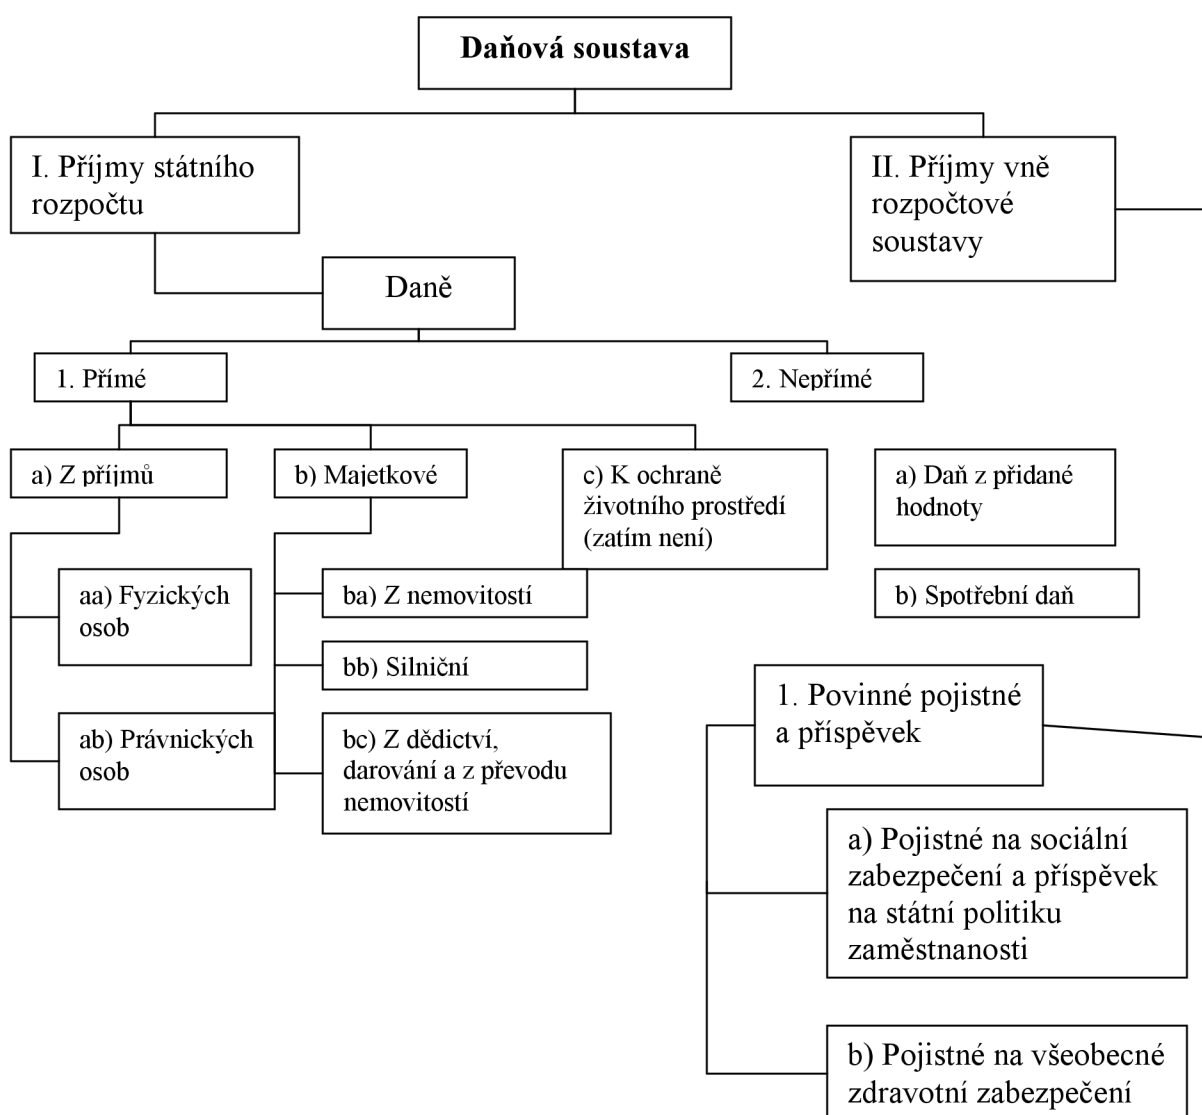 Daňová soustava
I. Příjmy státního
rozpočtu
II. Příjmy vně
rozpočtové
soustavy
Daně
1. Přímé
2. Nepřímé
a) Z příjmů
b) Majetkové
c) K ochraně
životního prostředí
(zatím není)
a) Daň z přidané
hodnoty
aa) Fyzických
osob
ba) Z nemovitostí
b) Spotřební daň
bb) Silniční
1. Povinné pojistné
a příspěvek
ab) Právnických
osob
bc) Z dědictví,
darování a z převodu
nemovitostí
a) Pojistné na sociální
zabezpečení a příspěvek
na státní politiku
zaměstnanosti
b) Pojistné na všeobecné
zdravotní zabezpečení